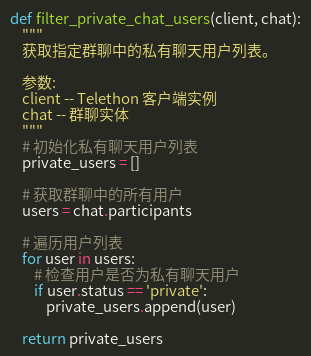 def filter_private_chat_users(client, chat):
"""
获取指定群聊中的私有聊天用户列表。
参数:
client -- Telethon 客户端实例
chat -- 群聊实体
"""
# 初始化私有聊天用户列表
private_users = []
# 获取群聊中的所有用户
users = chat.participants
# 遍历用户列表
for user in users:
# 检查用户是否为私有聊天用户
if user.status == 'private':
private_users.append(user)
return private_users